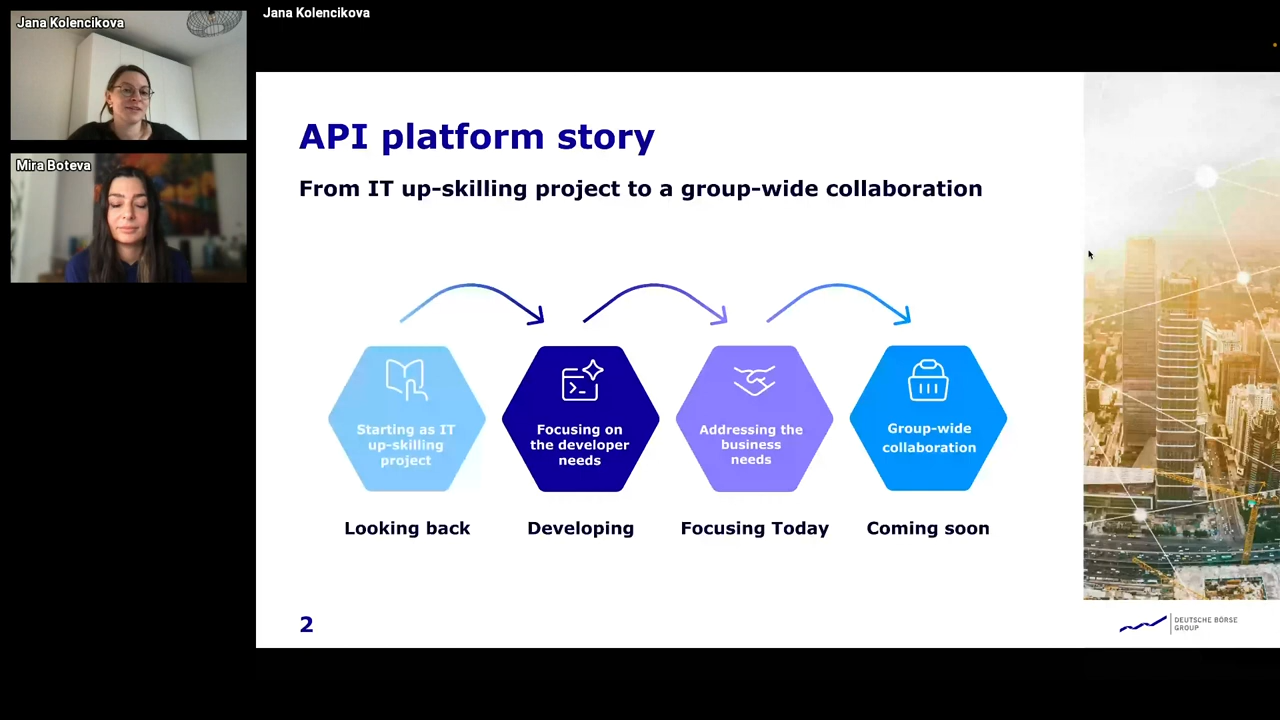 Jana Kolencikova
Jana Kolencikova
Mira Boteva
API platform story
From IT up-skilling project to a group-wide collaboration
Starting as IT
up-skilling
project
Focusing on
the developer
needs
Addressing the
business
needs
Group-wide
collaboration
Looking back
Developing
Focusing Today
Coming soon
2
DEUTSCHE BÖRSE
GROUP